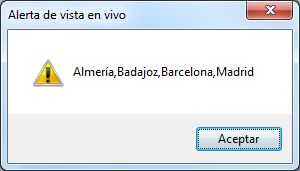 Alerta de vista en vivo
Almería,Badajoz,Barcelona,Madrid
Aceptar